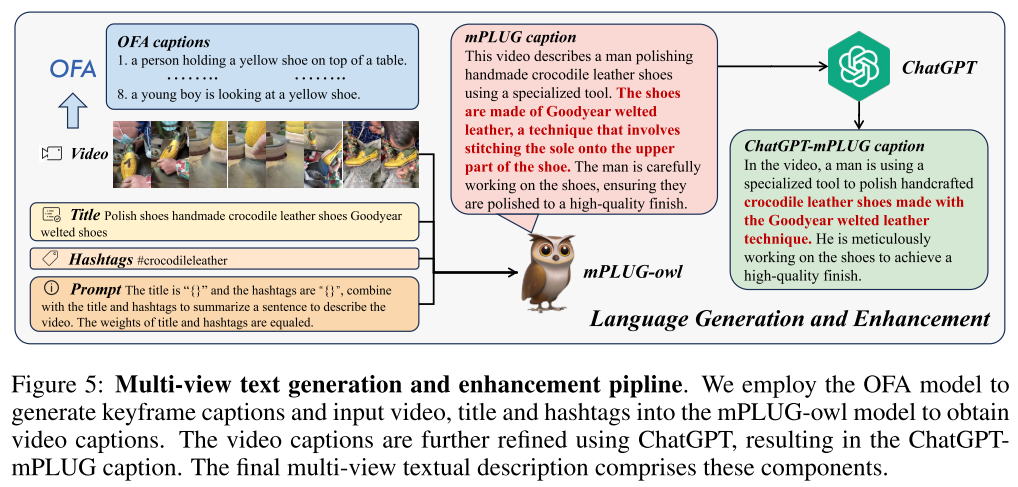 OFA captions
1. a person holding a yellow shoe on top of a table.
········ ········
8. a young boy is looking at a yellow shoe.
OFA
Video
Title Polish shoes handmade crocodile leather shoes Goodyear
welted shoes
Hashtags #crocodileleather
Prompt The title is “{}” and the hashtags are "{}", combine
with the title and hashtags to summarize a sentence to describe the
video. The weights of title and hashtags are equaled.
mPLUG caption
This video describes a man polishing
handmade crocodile leather shoes
using a specialized tool. The shoes
are made of Goodyear welted
leather, a technique that involves
stitching the sole onto the upper
part of the shoe. The man is carefully
working on the shoes, ensuring they
are polished to a high-quality finish.
mPLUG-owl
ChatGPT
ChatGPT-mPLUG caption
In the video, a man is using a
specialized tool to polish handcrafted
crocodile leather shoes made with
the Goodyear welted leather
technique. He is meticulously
working on the shoes to achieve a
high-quality finish.
Language Generation and Enhancement
Figure 5: Multi-view text generation and enhancement pipline. We employ the OFA model to
generate keyframe captions and input video, title and hashtags into the mPLUG-owl model to obtain
video captions. The video captions are further refined using ChatGPT, resulting in the ChatGPT-
mPLUG caption. The final multi-view textual description comprises these components.